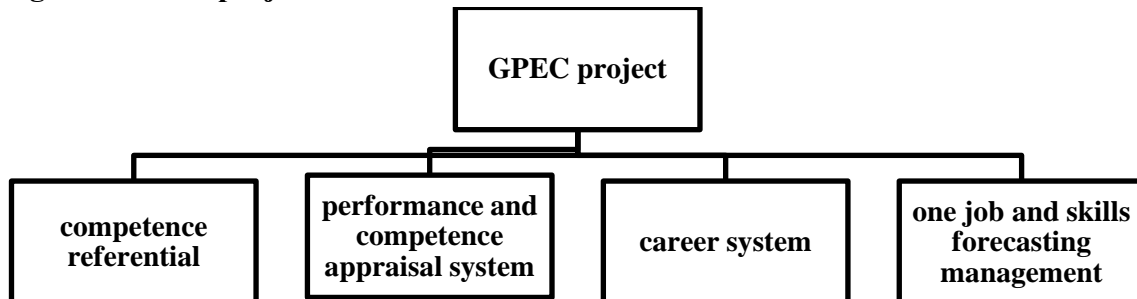 GPEC project
competence
referential
performance and
competence
appraisal system
career system
one job and skills
forecasting
management